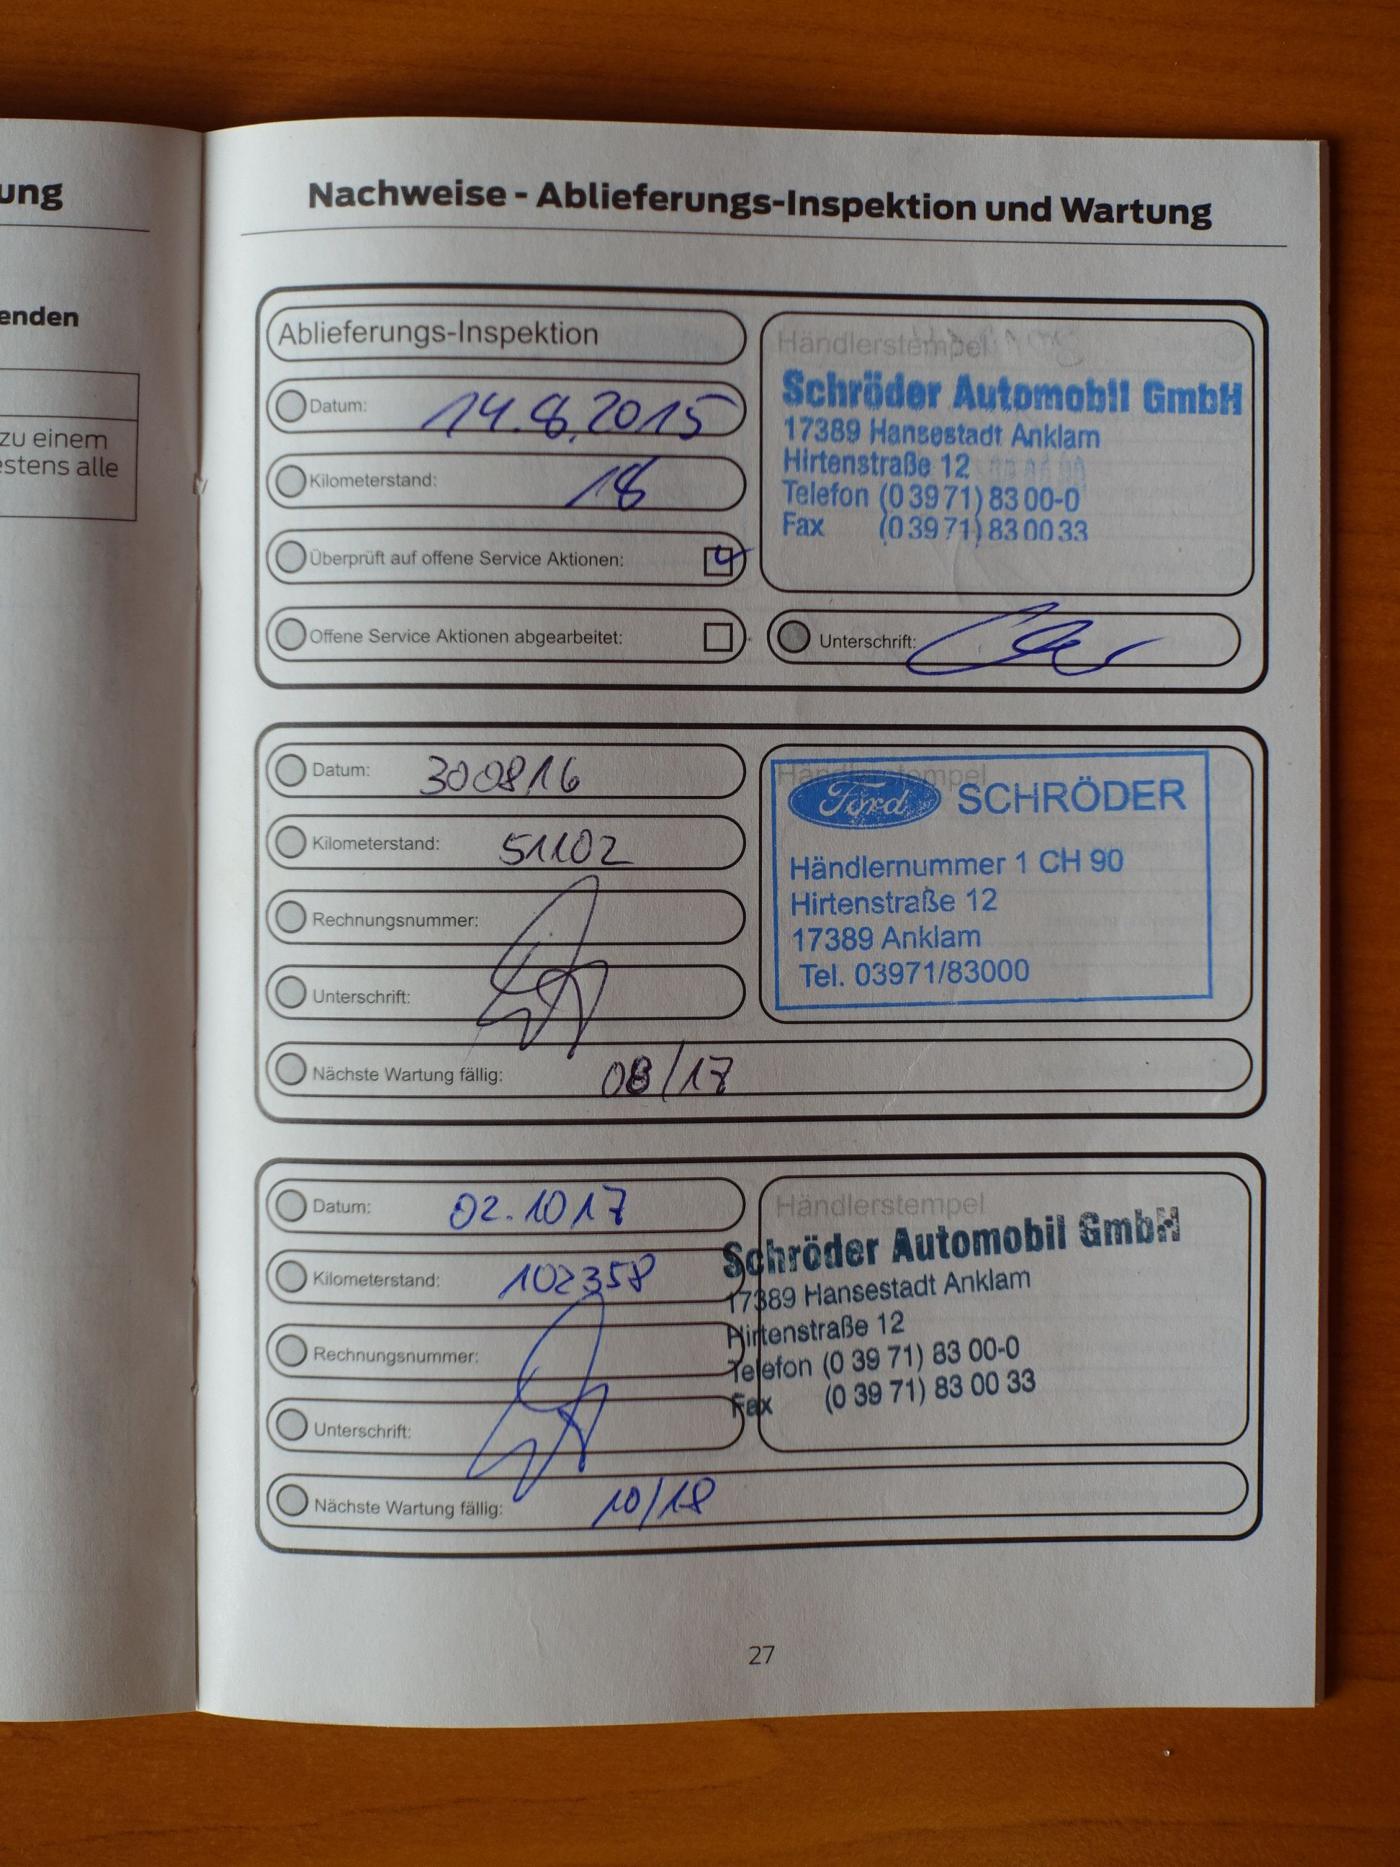 ung
enden
zu einem
estens alle
Nachweise - Ablieferungs-Inspektion und Wartung
Ablieferungs-Inspektion
Datum: 14.8.2015
Kilometerstand: 18
Überprüft auf offene Service Aktionen:
Offene Service Aktionen abgearbeitet:
Händlerstempel
Schröder Automobil GmbH
17389 Hansestadt Anklam
Hirtenstraße 12
Telefon (0 39 71) 83 00-0
Fax (0 39 71) 83 00 33
Unterschrift:
Datum: 300816
Kilometerstand: 51102
Rechnungsnummer:
Unterschrift:
Nächste Wartung fällig: 08/17
Händlerstempel
Ford SCHRÖDER
Händlernummer 1 CH 90
Hirtenstraße 12
17389 Anklam
Tel. 03971/83000
Datum: 02.1017
Kilometerstand: 102358
Rechnungsnummer:
Unterschrift:
Nächste Wartung fällig: 10/18
Händlerstempel
Schröder Automobil GmbH
17389 Hansestadt Anklam
Hirtenstraße 12
Telefon (0 39 71) 83 00-0
Fax (0 39 71) 83 00 33
27